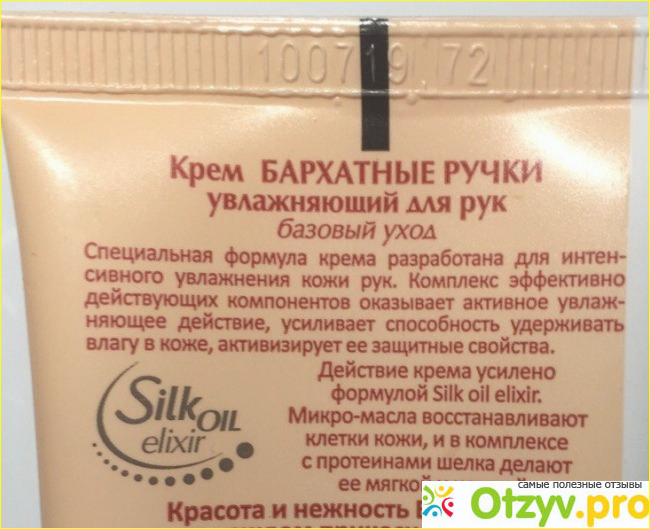 100719 72
Крем БАРХАТНЫЕ РУЧКИ
увлажняющий для рук
базовый уход
Специальная формула крема разработана для интен-
сивного увлажнения кожи рук. Комплекс эффективно
действующих компонентов оказывает активное увлаж-
няющее действие, усиливает способность удерживать
влагу в коже, активизирует ее защитные свойства.
Действие крема усилено
формулой Silk oil elixir.
Микро-масла восстанавливают
клетки кожи, и в комплексе
с протеинами шелка делают
ее мягкой
Silk OIL
elixir
Красота и нежность
самые полезные отзывы
Otzyv.pro